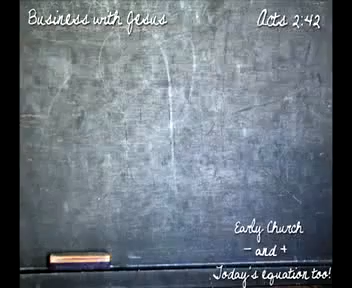 Business with Jesus
Acts 2:42
Early Church
- and +
Today's equation too!